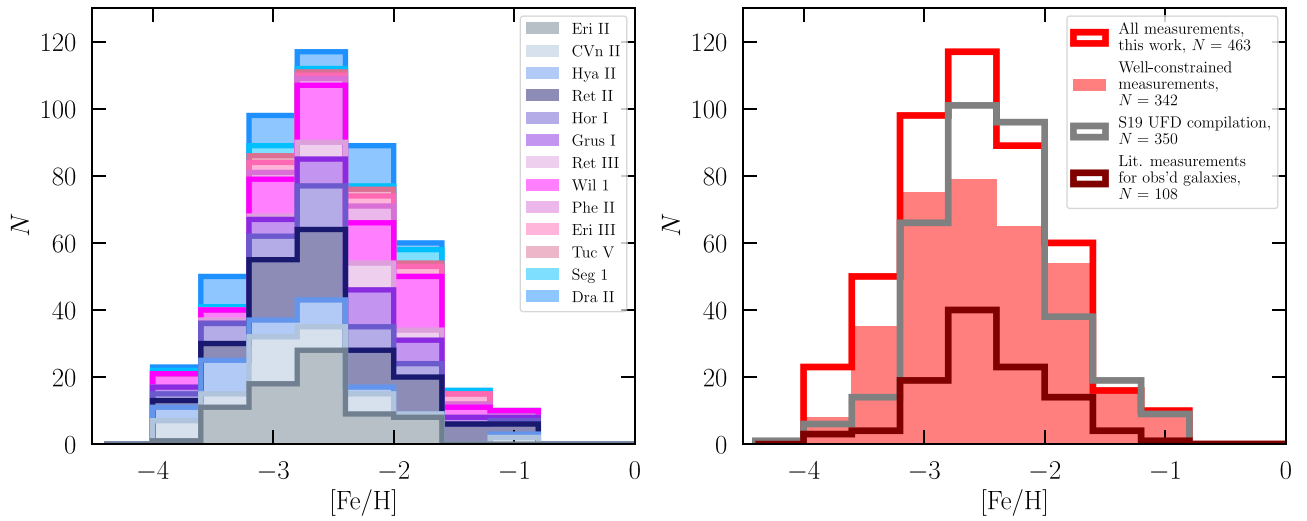 120
100
80
60
40
20
0
N
−4
−3
−2
−1
0
[Fe/H]
Eri II
CVn II
Hya II
Ret II
Hor I
Grus I
Ret III
Wil 1
Phe II
Eri III
Tuc V
Seg 1
Dra II
120
100
80
60
40
20
0
N
−4
−3
−2
−1
0
[Fe/H]
All measurements,
this work, N = 463
Well-constrained
measurements,
N = 342
S19 UFD compilation,
N = 350
Lit. measurements
for obs'd galaxies,
N = 108